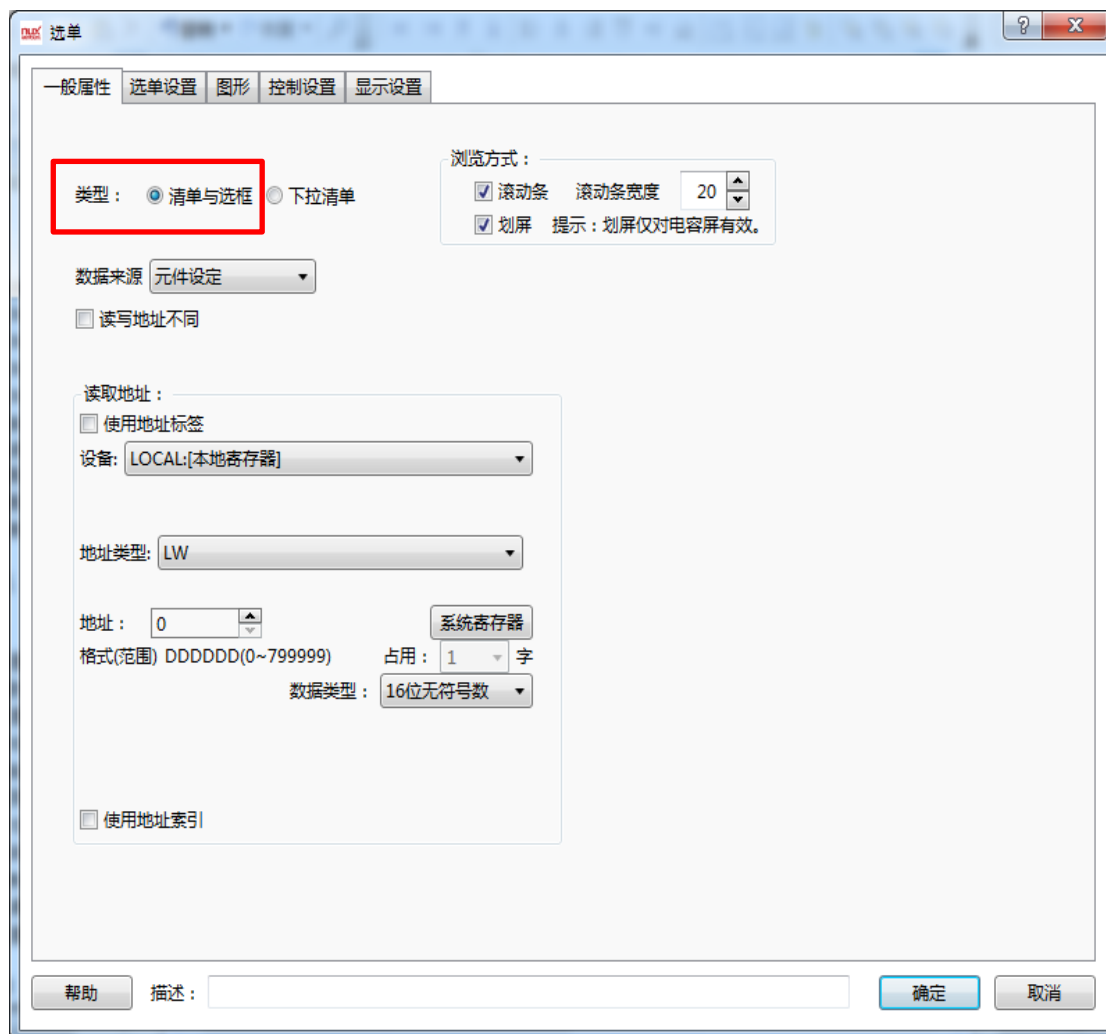 选单
一般属性 选单设置 图形 控制设置 显示设置
浏览方式：
类型： 清单与选框 下拉清单
滚动条 滚动条宽度 20
划屏 提示：划屏仅对电容屏有效。
数据来源 元件设定
读写地址不同
读取地址：
使用地址标签
设备: LOCAL:[本地寄存器]
地址类型: LW
地址： 0 系统寄存器
格式(范围) DDDDDD(0~799999) 占用： 1 字
数据类型： 16位无符号数
使用地址索引
帮助 描述： 确定 取消